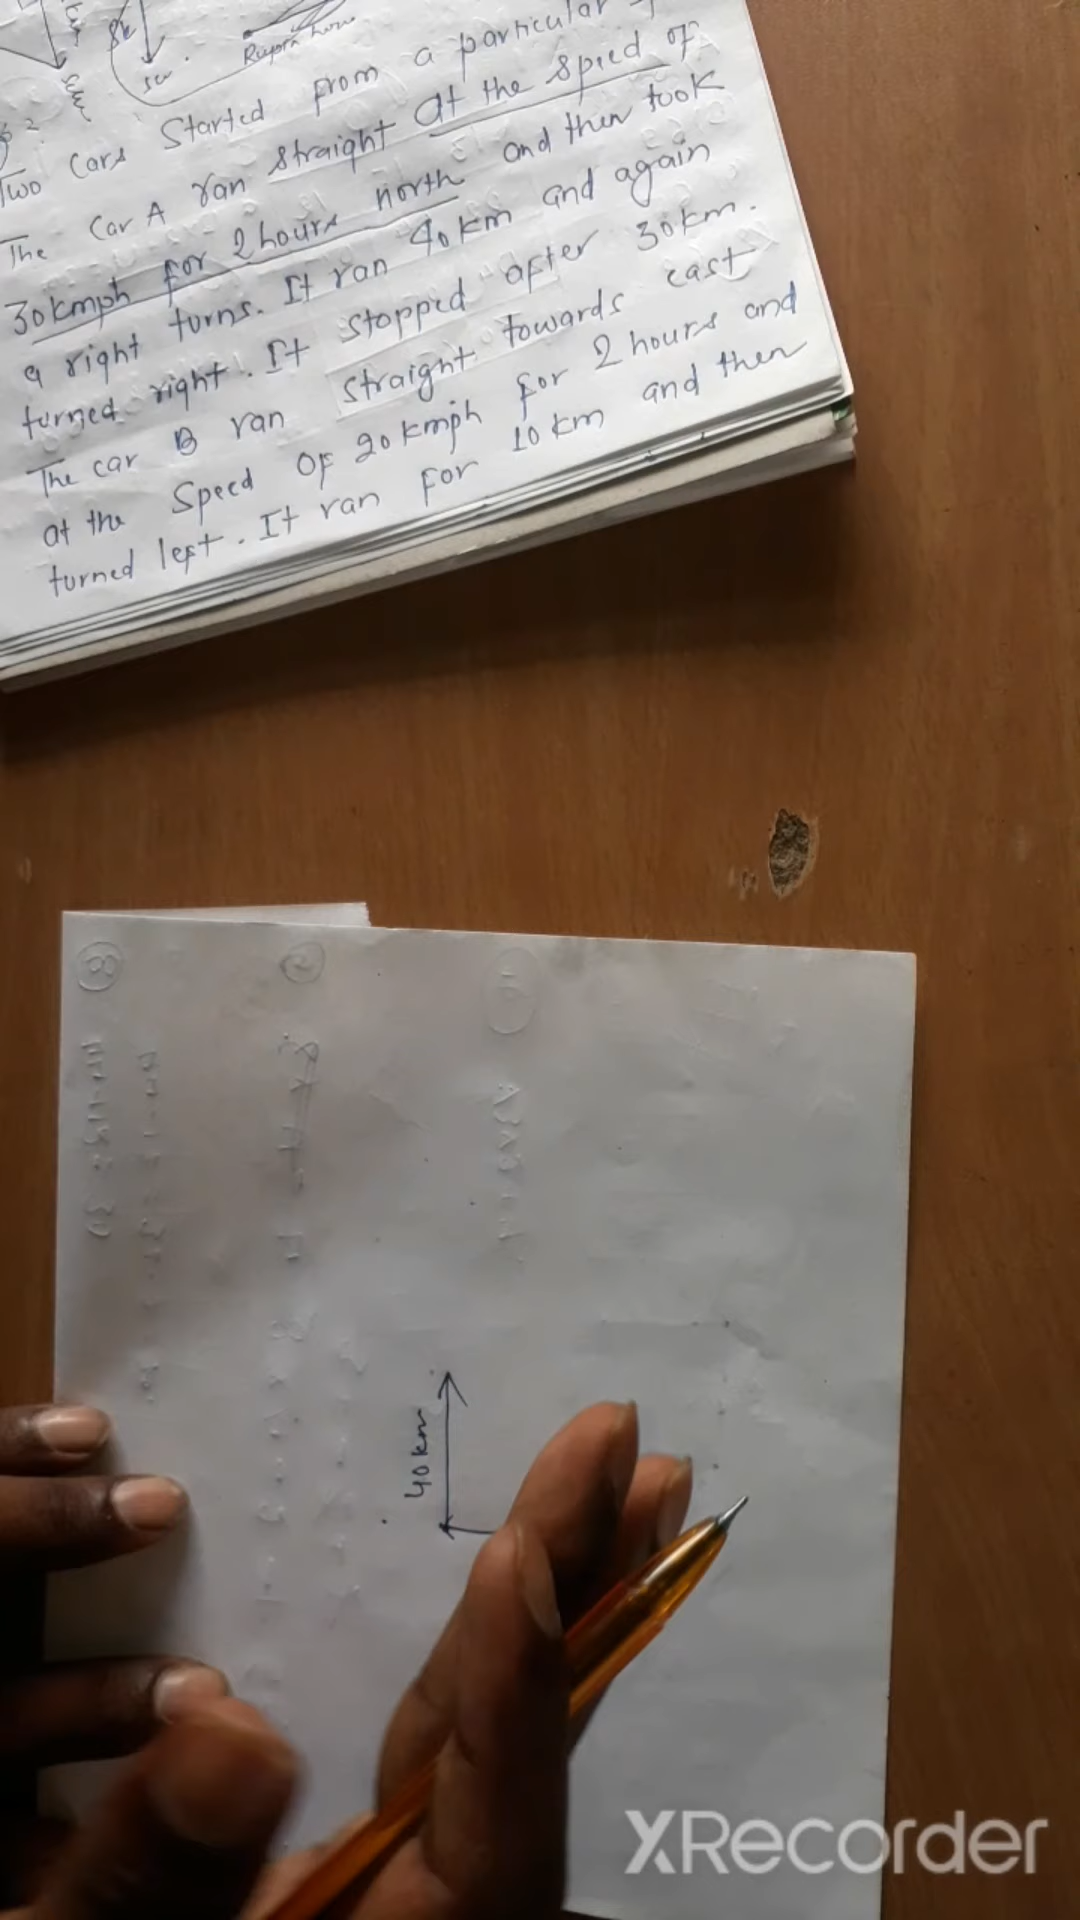 Two Cars Started from a particular
The Car A ran straight at the speed of
30 kmph for 2 hours north and then took
a right turns. It ran 40 km and again
turned right. It stopped after 30 km.
The car B ran straight towards east
at the Speed of 20 kmph for 2 hours and
turned left. It ran for 10 km and then
40 km
XRecorder